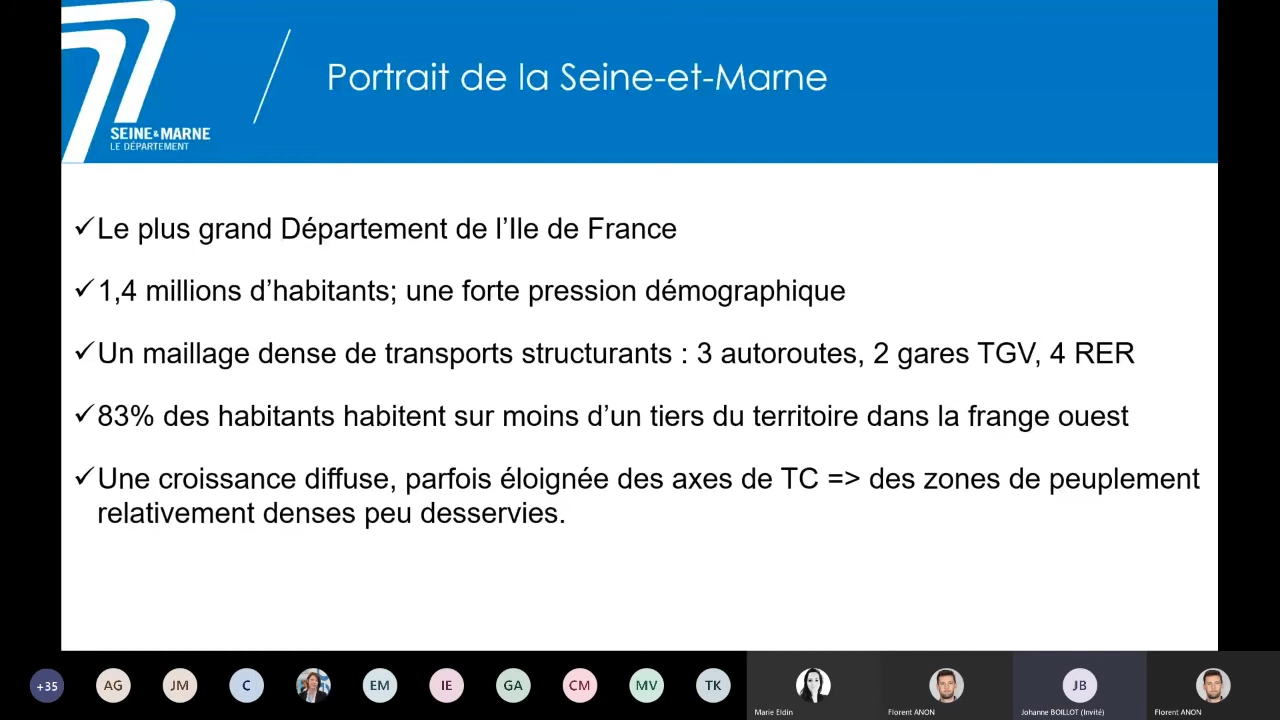 77
SEINE&MARNE
LE DÉPARTEMENT
Portrait de la Seine-et-Marne
✓Le plus grand Département de l’Ile de France
✓1,4 millions d’habitants; une forte pression démographique
✓Un maillage dense de transports structurants : 3 autoroutes, 2 gares TGV, 4 RER
✓83% des habitants habitent sur moins d’un tiers du territoire dans la frange ouest
✓Une croissance diffuse, parfois éloignée des axes de TC => des zones de peuplement
relativement denses peu desservies.
+35 AG JM C EM IE GA CM MV TK JB
Marie Eldin Florent ANON Johanne BOILLOT (Invité) Florent ANON